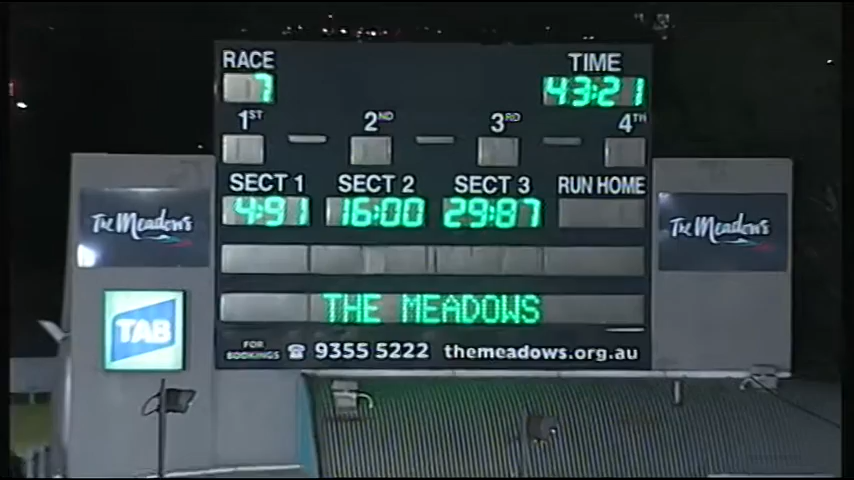 RACE TIME
7 43:21
1ST 2ND 3RD 4TH
SECT 1 SECT 2 SECT 3 RUN HOME
4:91 16:00 29:87
The Meadows The Meadows
THE MEADOWS
TAB
FOR BOOKINGS ☎ 9355 5222 themeadows.org.au